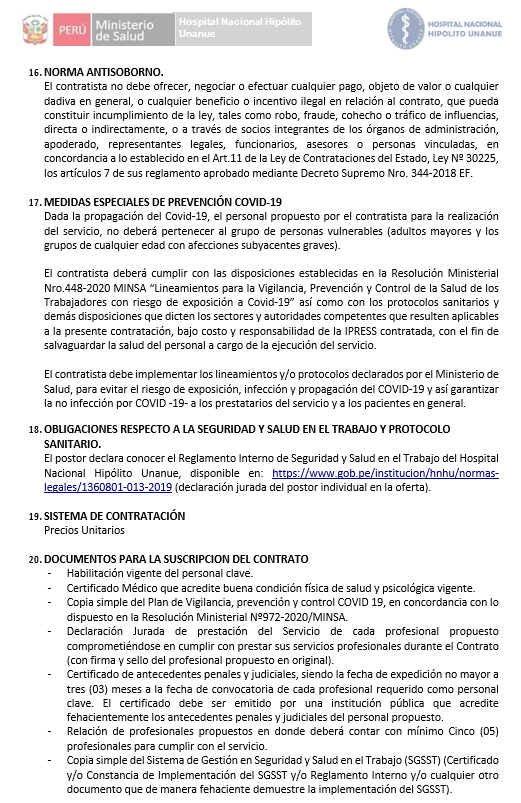 PERÚ
Ministerio
de Salud
Hospital Nacional Hipólito
Unanue
HOSPITAL NACIONAL
HIPOLITO UNANUE
16. NORMA ANTISOBORNO.
El contratista no debe ofrecer, negociar o efectuar cualquier pago, objeto de valor o cualquier
dadiva en general, o cualquier beneficio o incentivo ilegal en relación al contrato, que pueda
constituir incumplimiento de la ley, tales como robo, fraude, cohecho o tráfico de influencias,
directa o indirectamente, o a través de socios integrantes de los órganos de administración,
apoderado, representantes legales, funcionarios, asesores o personas vinculadas, en
concordancia a lo establecido en el Art.11 de la Ley de Contrataciones del Estado, Ley Nº 30225,
los artículos 7 de sus reglamento aprobado mediante Decreto Supremo Nro. 344-2018 EF.
17. MEDIDAS ESPECIALES DE PREVENCIÓN COVID-19
Dada la propagación del Covid-19, el personal propuesto por el contratista para la realización
del servicio, no deberá pertenecer al grupo de personas vulnerables (adultos mayores y los
grupos de cualquier edad con afecciones subyacentes graves).
El contratista deberá cumplir con las disposiciones establecidas en la Resolución Ministerial
Nro.448-2020 MINSA “Lineamientos para la Vigilancia, Prevención y Control de la Salud de los
Trabajadores con riesgo de exposición a Covid-19” así como con los protocolos sanitarios y
demás disposiciones que dicten los sectores y autoridades competentes que resulten aplicables
a la presente contratación, bajo costo y responsabilidad de la IPRESS contratada, con el fin de
salvaguardar la salud del personal a cargo de la ejecución del servicio.
El contratista debe implementar los lineamientos y/o protocolos declarados por el Ministerio de
Salud, para evitar el riesgo de exposición, infección y propagación del COVID-19 y así garantizar
la no infección por COVID -19- a los prestatarios del servicio y a los pacientes en general.
18. OBLIGACIONES RESPECTO A LA SEGURIDAD Y SALUD EN EL TRABAJO Y PROTOCOLO
SANITARIO.
El postor declara conocer el Reglamento Interno de Seguridad y Salud en el Trabajo del Hospital
Nacional Hipólito Unanue, disponible en: https://www.gob.pe/institucion/hnhu/normas-
legales/1360801-013-2019 (declaración jurada del postor individual en la oferta).
19. SISTEMA DE CONTRATACIÓN
Precios Unitarios
20. DOCUMENTOS PARA LA SUSCRIPCION DEL CONTRATO
- Habilitación vigente del personal clave.
- Certificado Médico que acredite buena condición física de salud y psicológica vigente.
- Copia simple del Plan de Vigilancia, prevención y control COVID 19, en concordancia con lo
dispuesto en la Resolución Ministerial Nº972-2020/MINSA.
- Declaración Jurada de prestación del Servicio de cada profesional propuesto
comprometiéndose en cumplir con prestar sus servicios profesionales durante el Contrato
(con firma y sello del profesional propuesto en original).
- Certificado de antecedentes penales y judiciales, siendo la fecha de expedición no mayor a
tres (03) meses a la fecha de convocatoria de cada profesional requerido como personal
clave. El certificado debe ser emitido por una institución pública que acredite
fehacientemente los antecedentes penales y judiciales del personal propuesto.
- Relación de profesionales propuestos en donde deberá contar con mínimo Cinco (05)
profesionales para cumplir con el servicio.
- Copia simple del Sistema de Gestión en Seguridad y Salud en el Trabajo (SGSST) (Certificado
y/o Constancia de Implementación del SGSST y/o Reglamento Interno y/o cualquier otro
documento que de manera fehaciente demuestre la implementación del SGSST).